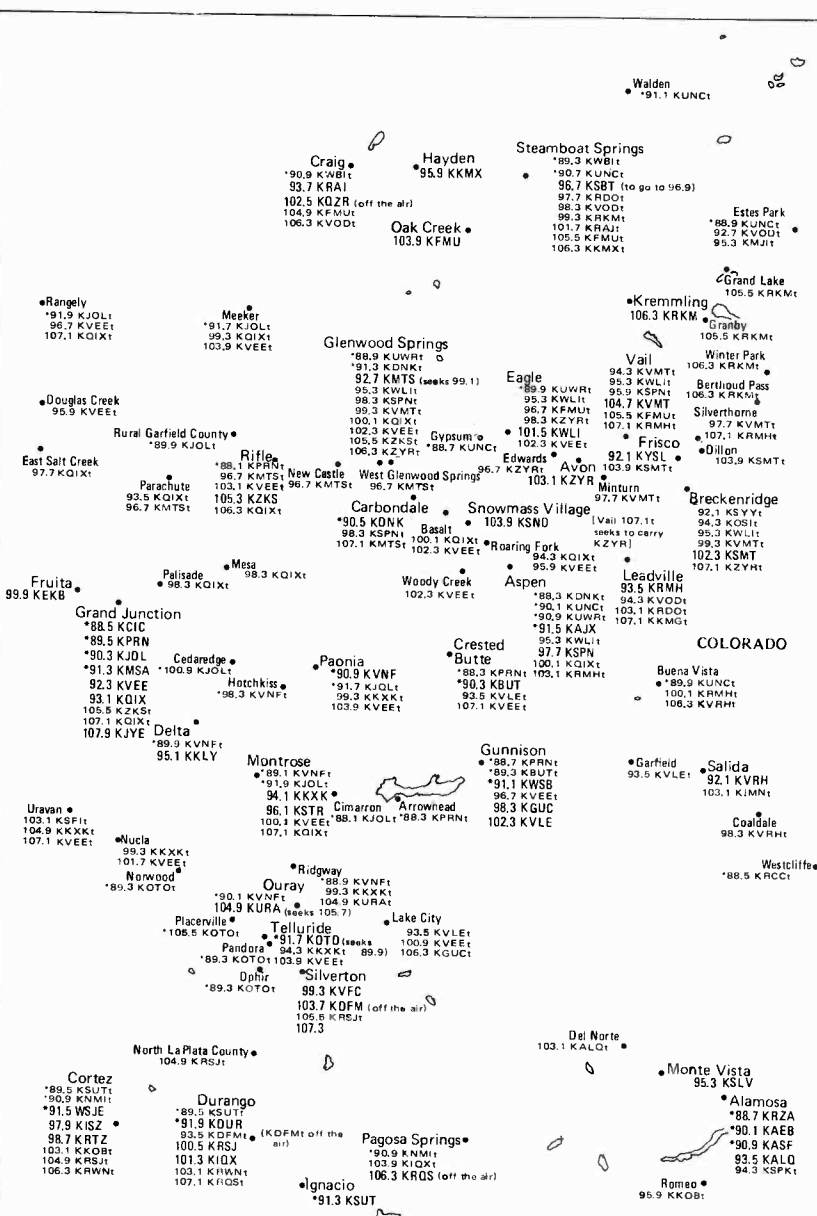 Walden
*91.1 KUNCt
Craig
*90.9 KWBIt
93.7 KRAI
102.5 KQZR (off the air)
104.9 KFMUt
106.3 KVODt
Hayden
*95.9 KKMX
Oak Creek
103.9 KFMU
Steamboat Springs
*89.3 KWBIt
*90.7 KUNCt
96.7 KSBT (to go to 96.9)
97.7 KRDOt
98.3 KVODt
99.3 KRKMt
101.7 KRAIt
105.5 KFMUt
106.3 KKMXt
Estes Park
*88.9 KUNCt
92.7 KVODt
95.3 KMJIt
Grand Lake
105.5 KRKMt
Rangely
*91.9 KJOLt
96.7 KVEEt
107.1 KQIXt
Meeker
*91.7 KJOLt
99.3 KQIXt
103.9 KVEEt
Kremmling
106.3 KRKM
Granby
105.5 KRKMt
Glenwood Springs
*88.9 KUWRt
*91.3 KDNKt
92.7 KMTS (seeks 99.1)
95.3 KWLIt
98.3 KSPNt
99.3 KVMTt
100.1 KQIXt
102.3 KVEEt
105.5 KZKSt
106.3 KZYRt
Eagle
*89.9 KUWRt
95.3 KWLIt
96.7 KFMUt
98.3 KZYRt
101.5 KWLI
102.3 KVEEt
Vail
94.3 KVMTt
95.3 KWLIt
95.9 KSPNt
104.7 KVMT
105.5 KFMUt
107.1 KRMHt
Winter Park
106.3 KRKMt
Berthoud Pass
106.3 KRKMt
Silverthorne
97.7 KVMTt
107.1 KRMHt
Douglas Creek
95.9 KVEEt
Rural Garfield County
*89.9 KJOLt
Gypsum
*88.7 KUNCt
Frisco
92.1 KYSL
103.9 KSMTt
Dillon
103.9 KSMTt
East Salt Creek
97.7 KQIXt
Parachute
93.5 KQIXt
96.7 KMTSt
Rifle
*88.1 KPRNt
96.7 KMTSt
103.1 KVEEt
105.3 KZKS
106.3 KQIXt
New Castle
96.7 KMTSt
West Glenwood Springs
96.7 KMTSt
Edwards
96.7 KZYRt
Avon
103.1 KZYR
Minturn
97.7 KVMTt
Carbondale
*90.5 KDNK
98.3 KSPNt
107.1 KMTSt
Basalt
100.1 KQIXt
102.3 KVEEt
Snowmass Village
103.9 KSNO
[Vail 107.1t
seeks to carry
KZYR]
Breckenridge
92.1 KSYYt
94.3 KOSIt
95.3 KWLIt
99.3 KVMTt
102.3 KSMT
107.1 KZYRt
Roaring Fork
94.3 KQIXt
95.9 KVEEt
Mesa
98.3 KQIXt
Palisade
98.3 KQIXt
Woody Creek
102.3 KVEEt
Fruita
99.9 KEKB
Aspen
*88.3 KDNKt
*90.1 KUNCt
*90.9 KUWRt
*91.5 KAJX
95.3 KWLIt
97.7 KSPN
100.1 KQIXt
103.1 KRMHt
Leadville
93.5 KRMH
94.3 KVODt
103.1 KRDOt
107.1 KKMGt
Grand Junction
*88.5 KCIC
*89.5 KPRN
*90.3 KJOL
*91.3 KMSA
92.3 KVEE
93.1 KQIX
105.5 KZKSt
107.1 KQIXt
107.9 KJYE
Cedaredge
*100.9 KJOLt
Hotchkiss
*98.3 KVNFt
Paonia
*90.9 KVNF
*91.7 KJOLt
99.3 KKXKt
103.9 KVEEt
Crested
Butte
*88.3 KPRNt
*90.3 KBUT
93.5 KVLEt
107.1 KVEEt
COLORADO
Buena Vista
*89.9 KUNCt
100.1 KRMHt
106.3 KVRHt
Delta
*89.9 KVNFt
95.1 KKLY
Montrose
*89.1 KVNFt
*91.9 KJOLt
94.1 KKXK
96.1 KSTR
100.1 KVEEt
107.1 KQIXt
Cimarron
*88.1 KJOLt
Arrowhead
*88.3 KPRNt
Gunnison
*88.7 KPRNt
*89.3 KBUTt
*91.1 KWSB
96.7 KVEEt
98.3 KGUC
102.3 KVLE
Garfield
93.5 KVLEt
Salida
92.1 KVRH
103.1 KIMNt
Coaldale
98.3 KVRHt
Westcliffe
*88.5 KRCCt
Uravan
103.1 KSFIt
104.9 KKXKt
107.1 KVEEt
Nucla
99.3 KKXKt
101.7 KVEEt
Norwood
*89.3 KOTOt
Ridgway
*88.9 KVNFt
99.3 KKXKt
104.9 KURAt
Ouray
*90.1 KVNFt
104.9 KURA (seeks 105.7)
Placerville
*105.5 KOTOt
Telluride
*91.7 KOTO (seeks
89.9)
94.3 KKXKt
103.9 KVEEt
Pandora
*89.3 KOTOt
Lake City
93.5 KVLEt
100.9 KVEEt
106.3 KGUCt
Ophir
*89.3 KOTOt
Silverton
99.3 KVFC
103.7 KDFM (off the air)
105.5 KRSJt
107.3
North La Plata County
104.9 KRSJt
Del Norte
103.1 KALQt
Monte Vista
95.3 KSLV
Cortez
*89.5 KSUTt
*90.9 KNMIt
*91.5 WSJE
97.9 KISZ
98.7 KRTZ
103.1 KKOBt
104.9 KRSJt
106.3 KRWNt
Durango
*89.5 KSUTt
*91.9 KDUR
93.5 KDFMt (KDFMt off the
air)
100.5 KRSJ
101.3 KIQX
103.1 KRWNt
107.1 KRQSt
Pagosa Springs
*90.9 KNMIt
103.9 KIQXt
106.3 KRQS (off the air)
Ignacio
*91.3 KSUT
Alamosa
*88.7 KRZA
*90.1 KAEB
*90.9 KASF
93.5 KALQ
94.3 KSPKt
Romeo
95.9 KKOBt